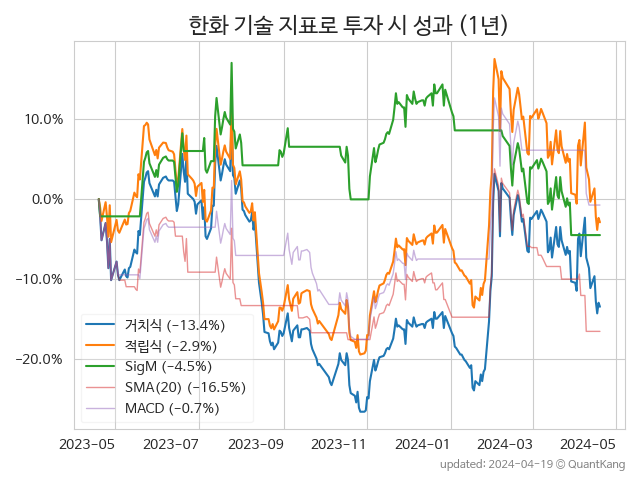 한화 기술 지표로 투자 시 성과 (1년)
10.0%
0.0%
−10.0%
−20.0%
거치식 (−13.4%)
적립식 (−2.9%)
SigM (−4.5%)
SMA(20) (−16.5%)
MACD (−0.7%)
2023−05 2023−07 2023−09 2023−11 2024−01 2024−03 2024−05
updated: 2024−04−19 © QuantKang